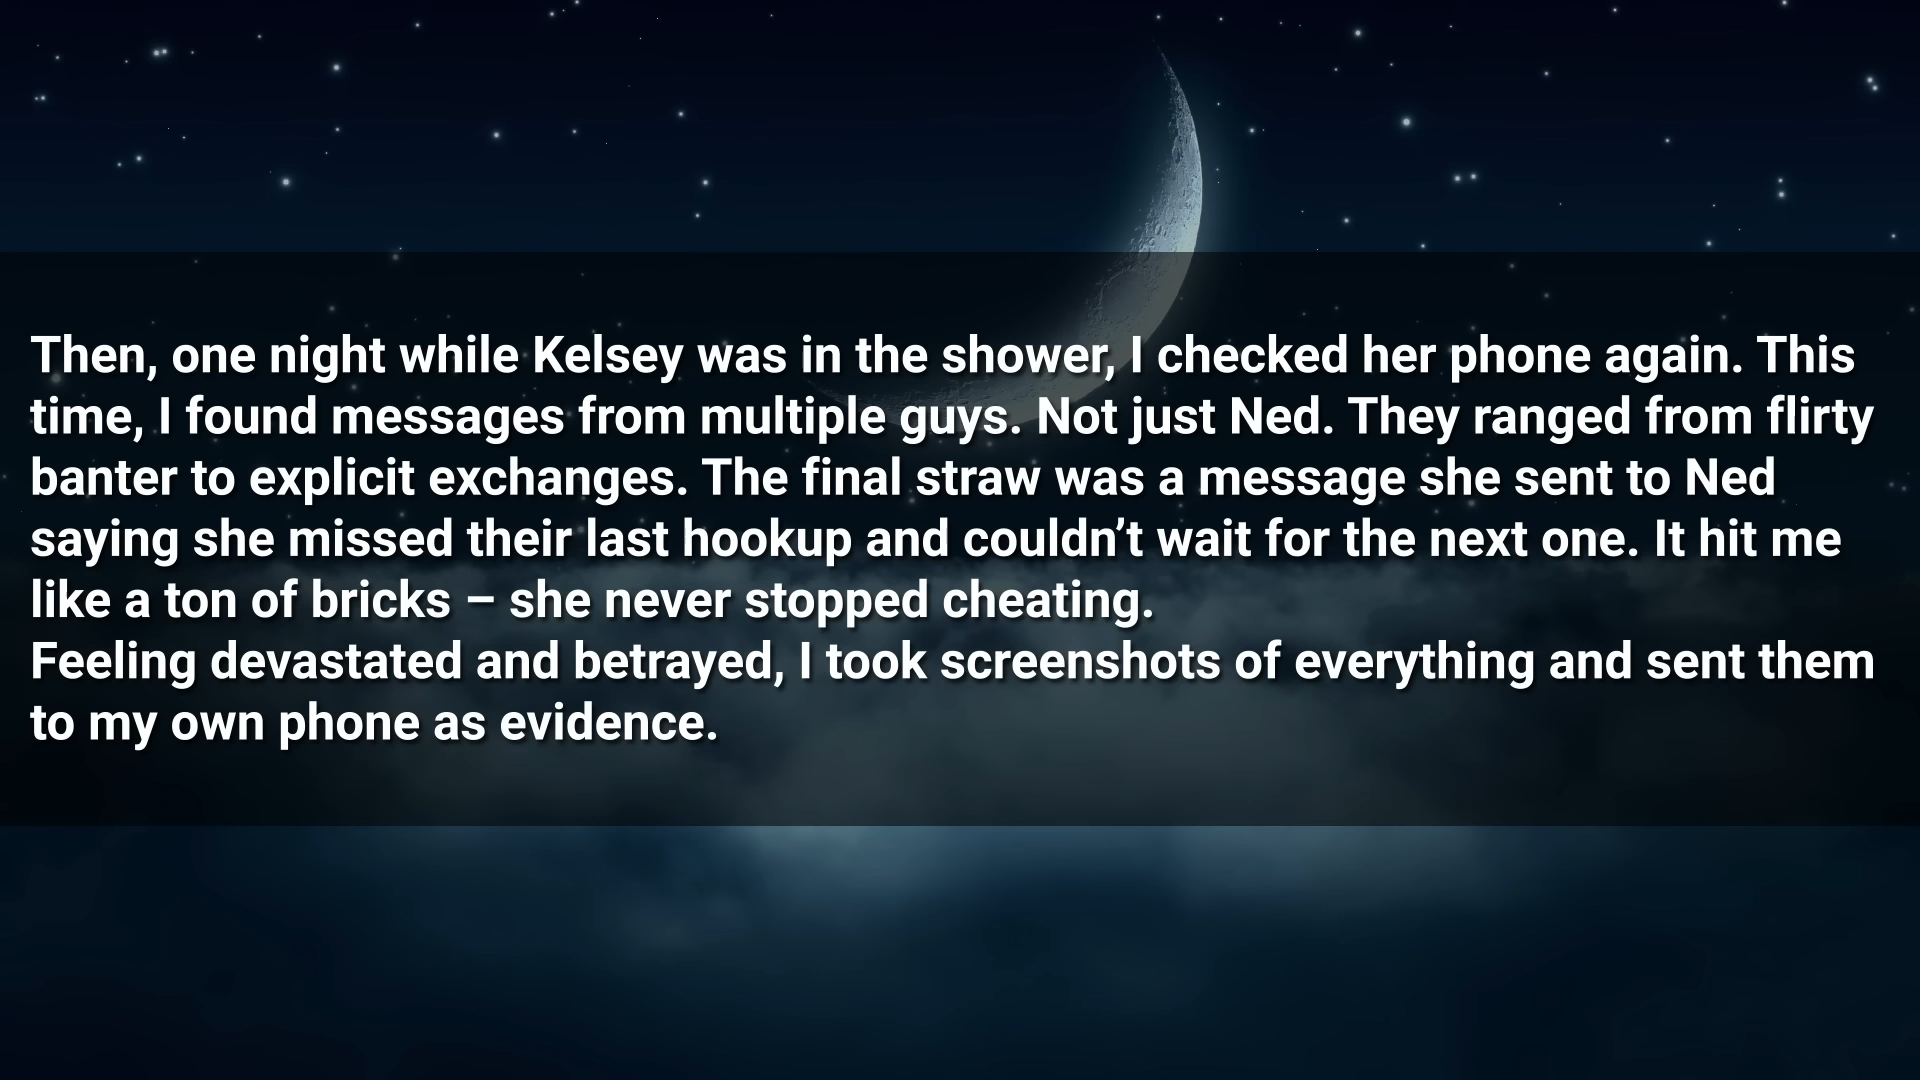 Then, one night while Kelsey was in the shower, I checked her phone again. This
time, I found messages from multiple guys. Not just Ned. They ranged from flirty
banter to explicit exchanges. The final straw was a message she sent to Ned
saying she missed their last hookup and couldn’t wait for the next one. It hit me
like a ton of bricks – she never stopped cheating.
Feeling devastated and betrayed, I took screenshots of everything and sent them
to my own phone as evidence.